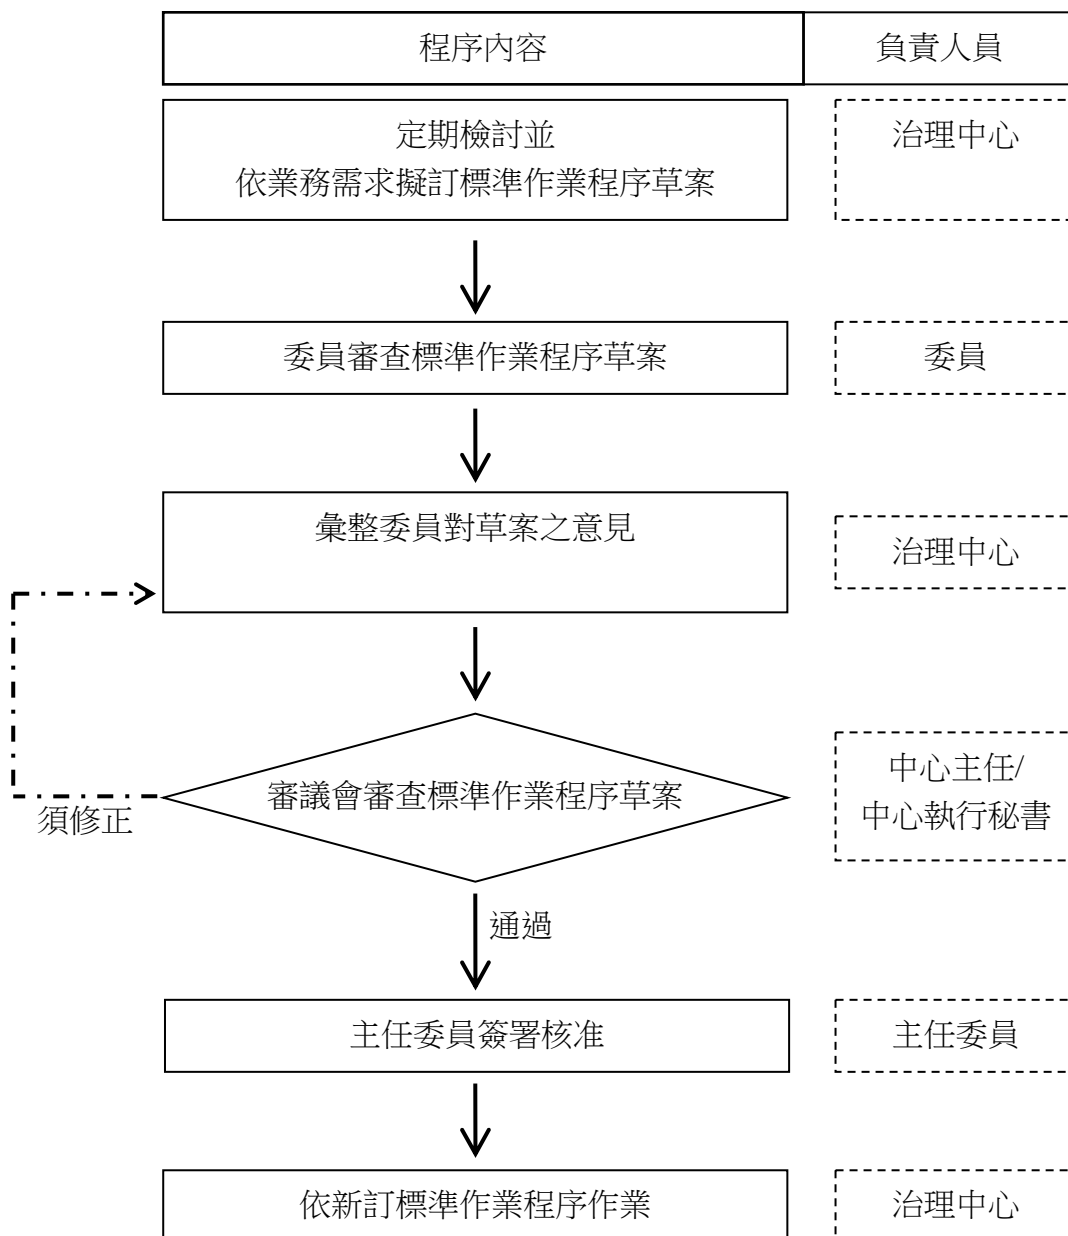 程序內容
負責人員
定期檢討並
依業務需求擬訂標準作業程序草案
治理中心
委員審查標準作業程序草案
委員
彙整委員對草案之意見
治理中心
審議會審查標準作業程序草案
中心主任/
中心執行秘書
須修正
通過
主任委員簽署核准
主任委員
依新訂標準作業程序作業
治理中心